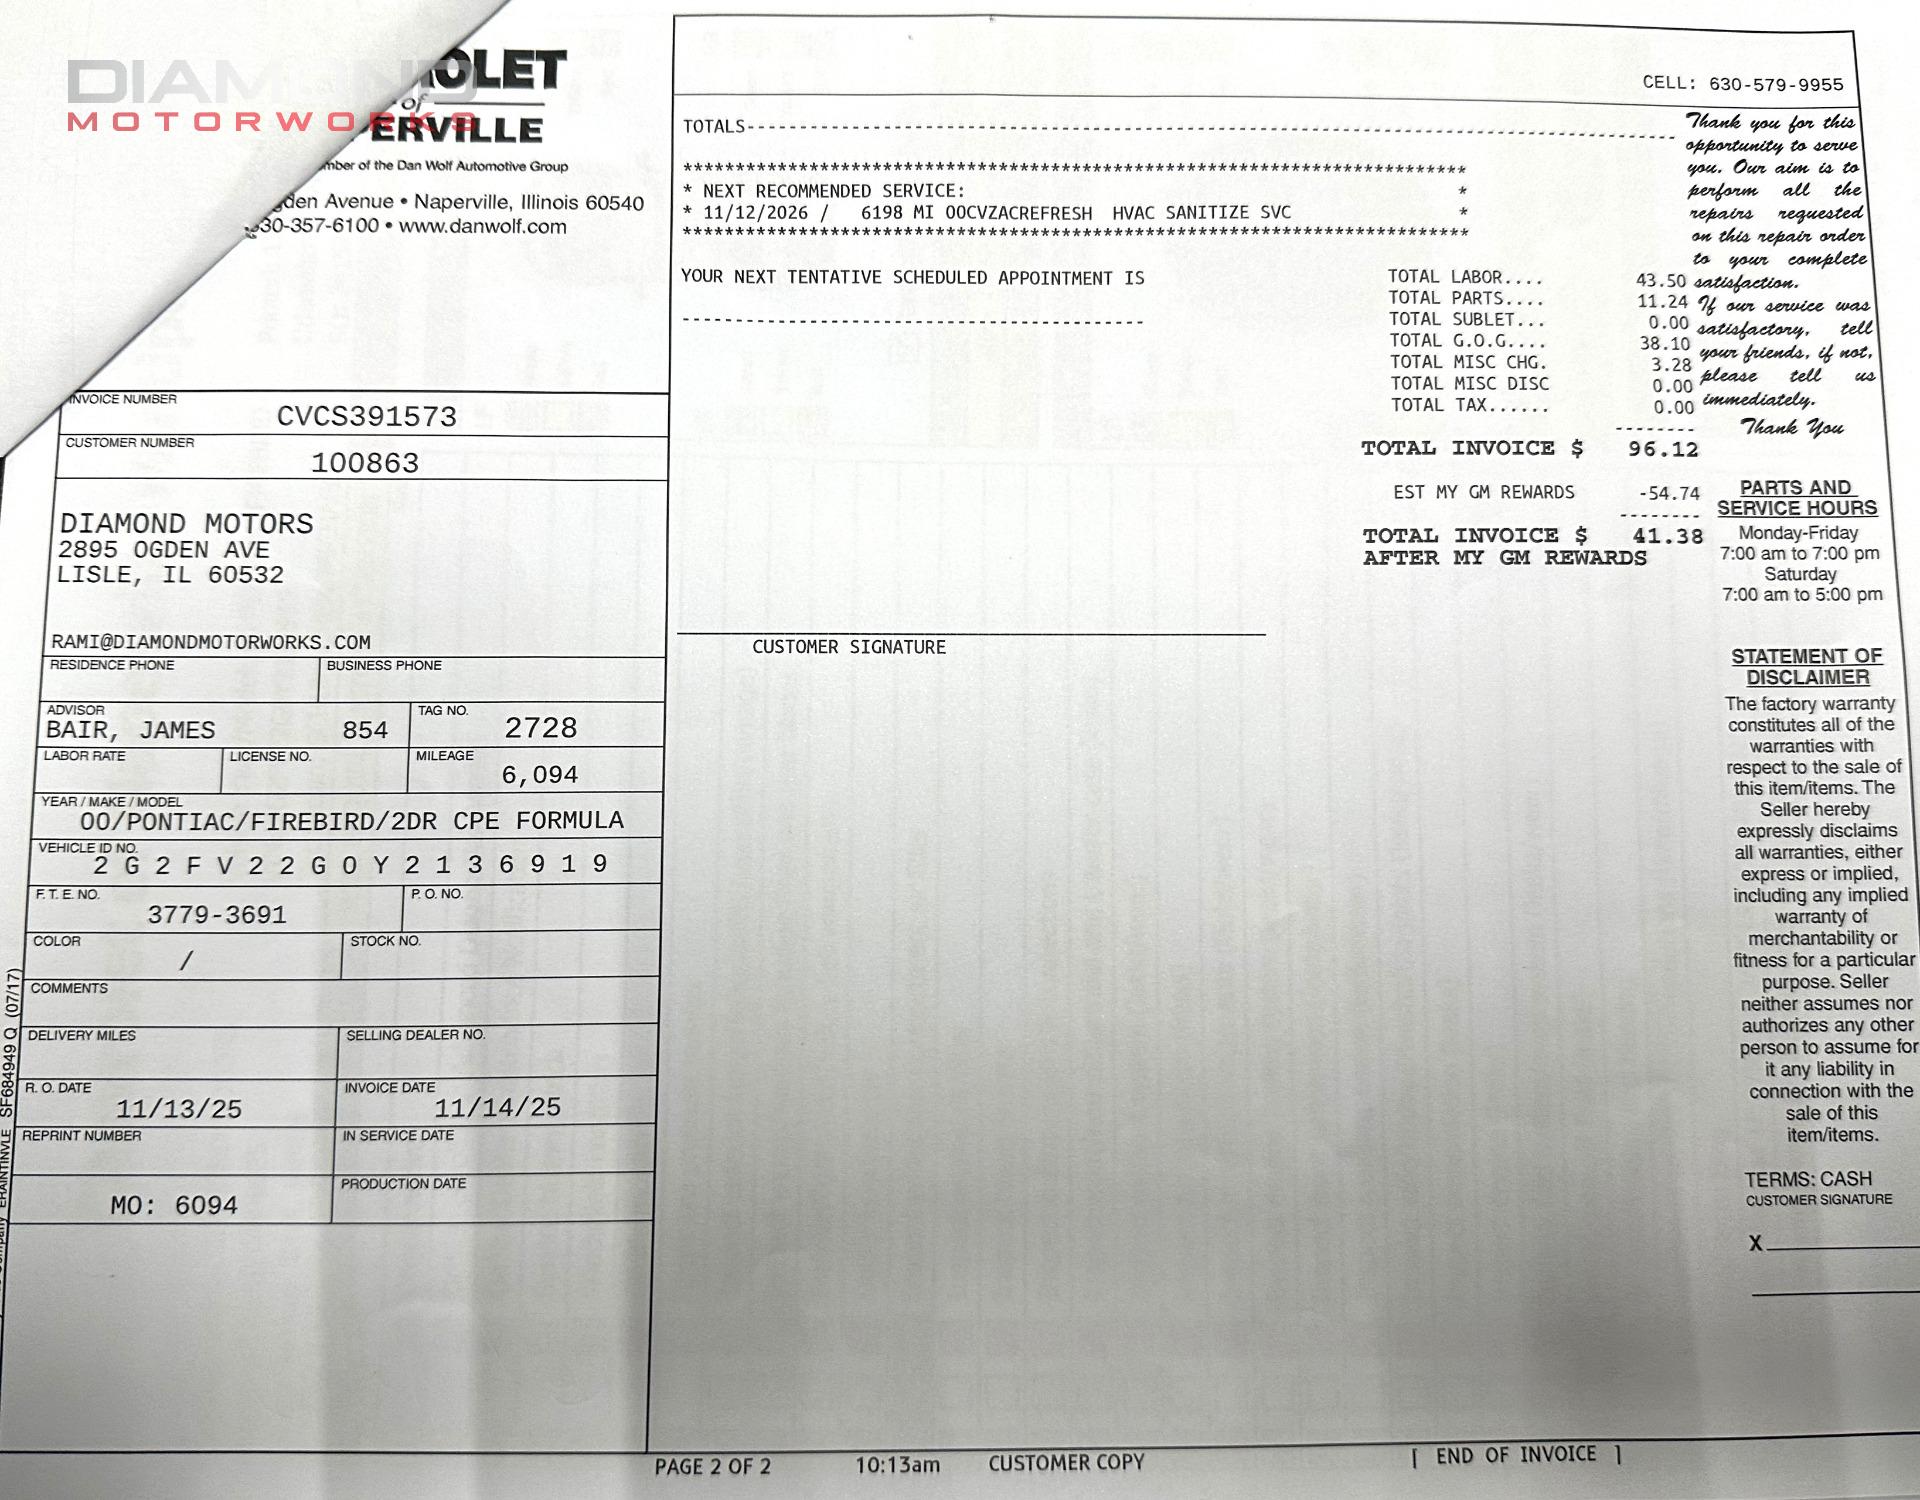 DIAMOND
MOTORWORKS
OLET
of
ERVILLE
mber of the Dan Wolf Automotive Group
gden Avenue • Naperville, Illinois 60540
30-357-6100 • www.danwolf.com
INVOICE NUMBER
CVCS391573
CUSTOMER NUMBER
100863
DIAMOND MOTORS
2895 OGDEN AVE
LISLE, IL 60532
RAMI@DIAMONDMOTORWORKS.COM
RESIDENCE PHONE BUSINESS PHONE
ADVISOR TAG NO.
BAIR, JAMES 854 2728
LABOR RATE LICENSE NO. MILEAGE
6,094
YEAR / MAKE / MODEL
00/PONTIAC/FIREBIRD/2DR CPE FORMULA
VEHICLE ID NO.
2 G 2 F V 2 2 G 0 Y 2 1 3 6 9 1 9
F. T. E. NO. P. O. NO.
3779-3691
COLOR STOCK NO.
/
COMMENTS
DELIVERY MILES SELLING DEALER NO.
R. O. DATE INVOICE DATE
11/13/25 11/14/25
REPRINT NUMBER IN SERVICE DATE
PRODUCTION DATE
MO: 6094
SF684949 Q (07/17)
CELL: 630-579-9955
TOTALS--------------------------------------------------------------------------------
**************************************************************************
* NEXT RECOMMENDED SERVICE: *
* 11/12/2026 / 6198 MI 00CVZACREFRESH HVAC SANITIZE SVC *
**************************************************************************
YOUR NEXT TENTATIVE SCHEDULED APPOINTMENT IS
--------------------------------------------
TOTAL LABOR.... 43.50
TOTAL PARTS.... 11.24
TOTAL SUBLET... 0.00
TOTAL G.O.G.... 38.10
TOTAL MISC CHG. 3.28
TOTAL MISC DISC 0.00
TOTAL TAX...... 0.00
--------
TOTAL INVOICE $ 96.12
EST MY GM REWARDS -54.74
--------
TOTAL INVOICE $ 41.38
AFTER MY GM REWARDS
CUSTOMER SIGNATURE
Thank you for this
opportunity to serve
you. Our aim is to
perform all the
repairs requested
on this repair order
to your complete
satisfaction.
If our service was
satisfactory, tell
your friends, if not,
please tell us
immediately.
Thank You
PARTS AND
SERVICE HOURS
Monday-Friday
7:00 am to 7:00 pm
Saturday
7:00 am to 5:00 pm
STATEMENT OF
DISCLAIMER
The factory warranty
constitutes all of the
warranties with
respect to the sale of
this item/items. The
Seller hereby
expressly disclaims
all warranties, either
express or implied,
including any implied
warranty of
merchantability or
fitness for a particular
purpose. Seller
neither assumes nor
authorizes any other
person to assume for
it any liability in
connection with the
sale of this
item/items.
TERMS: CASH
CUSTOMER SIGNATURE
X
PAGE 2 OF 2 10:13am CUSTOMER COPY [ END OF INVOICE ]